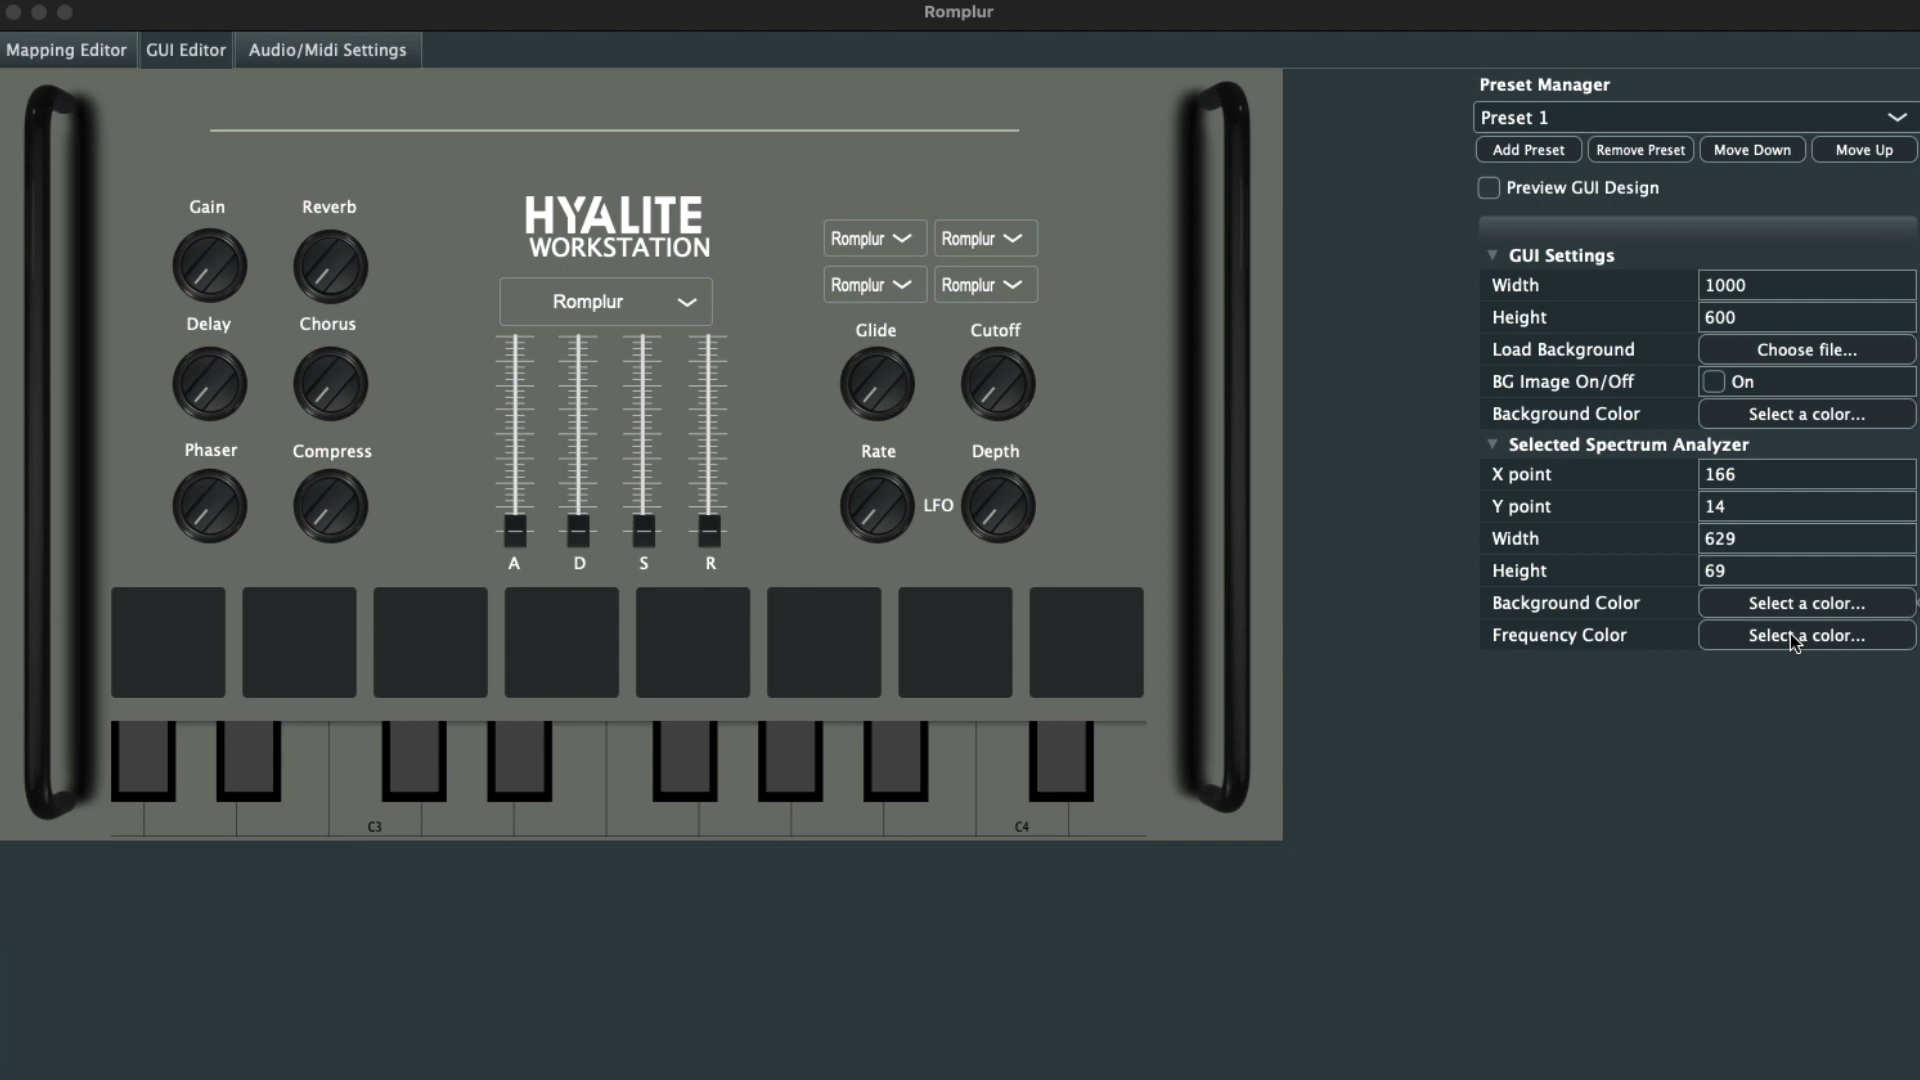 Romplur
Mapping Editor
GUI Editor
Audio/Midi Settings
Preset Manager
Preset 1
Add Preset
Remove Preset
Move Down
Move Up
Preview GUI Design
GUI Settings
Width 1000
Height 600
Load Background Choose file...
BG Image On/Off On
Background Color Select a color...
Selected Spectrum Analyzer
X point 166
Y point 14
Width 629
Height 69
Background Color Select a color...
Frequency Color Select a color...
Gain
Reverb
Delay
Chorus
Phaser
Compress
HYALITE
WORKSTATION
Romplur
A
D
S
R
Romplur
Romplur
Romplur
Romplur
Glide
Cutoff
Rate
Depth
LFO
C3
C4